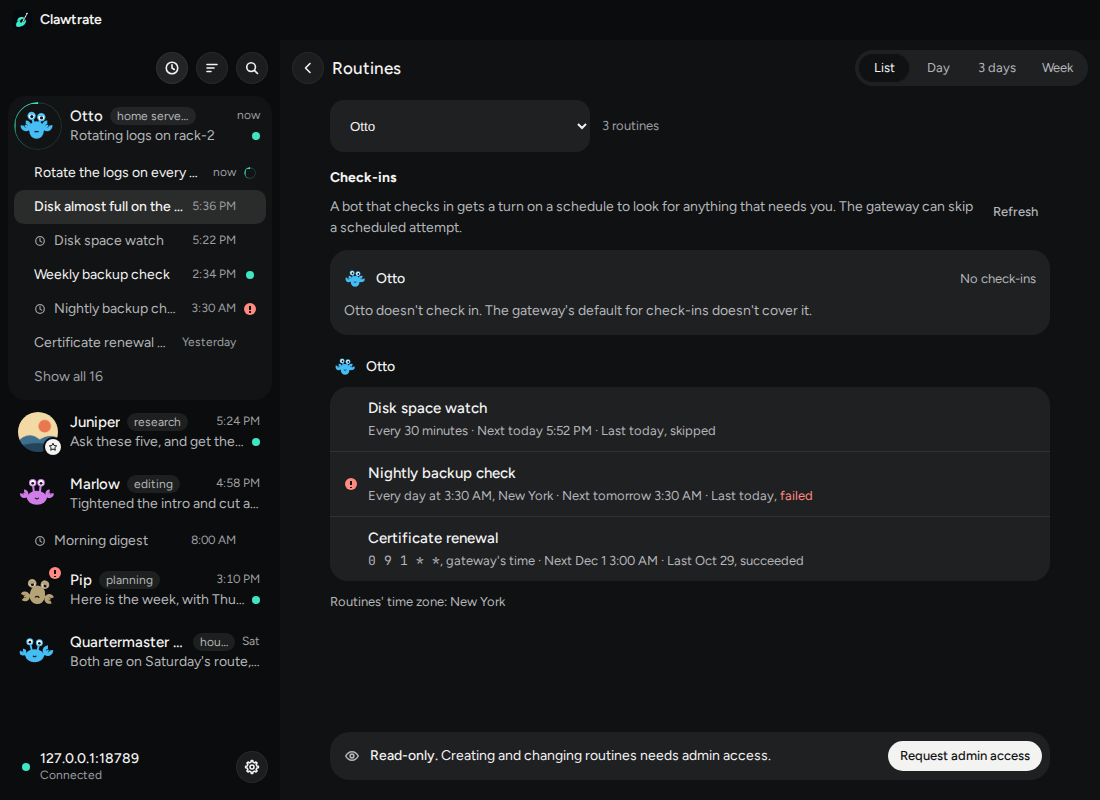 Clawtrate
Otto home serve... now
Rotating logs on rack-2
Rotate the logs on every ... now
Disk almost full on the ... 5:36 PM
Disk space watch 5:22 PM
Weekly backup check 2:34 PM
Nightly backup ch... 3:30 AM
Certificate renewal ... Yesterday
Show all 16
Juniper research 5:24 PM
Ask these five, and get the...
Marlow editing 4:58 PM
Tightened the intro and cut a...
Morning digest 8:00 AM
Pip planning 3:10 PM
Here is the week, with Thu...
Quartermaster ... hou... Sat
Both are on Saturday's route,...
127.0.0.1:18789
Connected
Routines
List Day 3 days Week
Otto 3 routines
Check-ins
A bot that checks in gets a turn on a schedule to look for anything that needs you. The gateway can skip
a scheduled attempt.
Refresh
Otto No check-ins
Otto doesn't check in. The gateway's default for check-ins doesn't cover it.
Otto
Disk space watch
Every 30 minutes · Next today 5:52 PM · Last today, skipped
Nightly backup check
Every day at 3:30 AM, New York · Next tomorrow 3:30 AM · Last today, failed
Certificate renewal
0 9 1 * *, gateway's time · Next Dec 1 3:00 AM · Last Oct 29, succeeded
Routines' time zone: New York
Read-only. Creating and changing routines needs admin access.
Request admin access